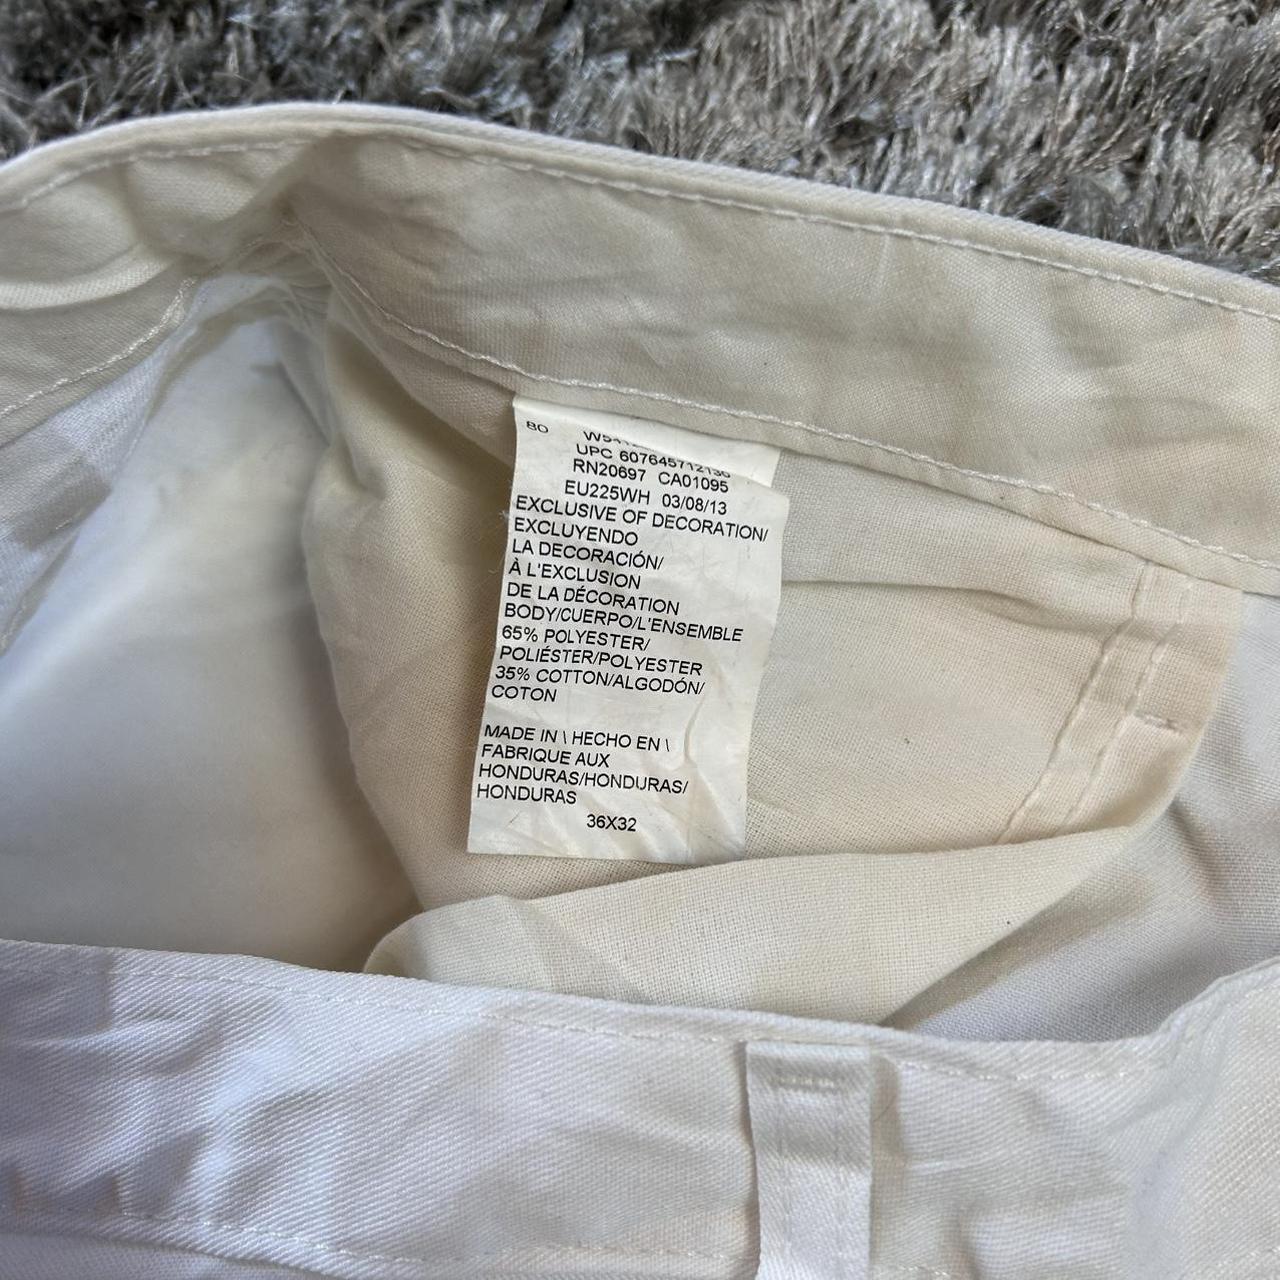 80
UPC 607645712136
RN20697 CA01095
EU225WH 03/08/13
EXCLUSIVE OF DECORATION/
EXCLUYENDO
LA DECORACIÓN/
À L'EXCLUSION
DE LA DÉCORATION
BODY/CUERPO/L'ENSEMBLE
65% POLYESTER/
POLIÉSTER/POLYESTER
35% COTTON/ALGODÓN/
COTON
MADE IN \ HECHO EN \
FABRIQUE AUX
HONDURAS/HONDURAS/
HONDURAS
36X32